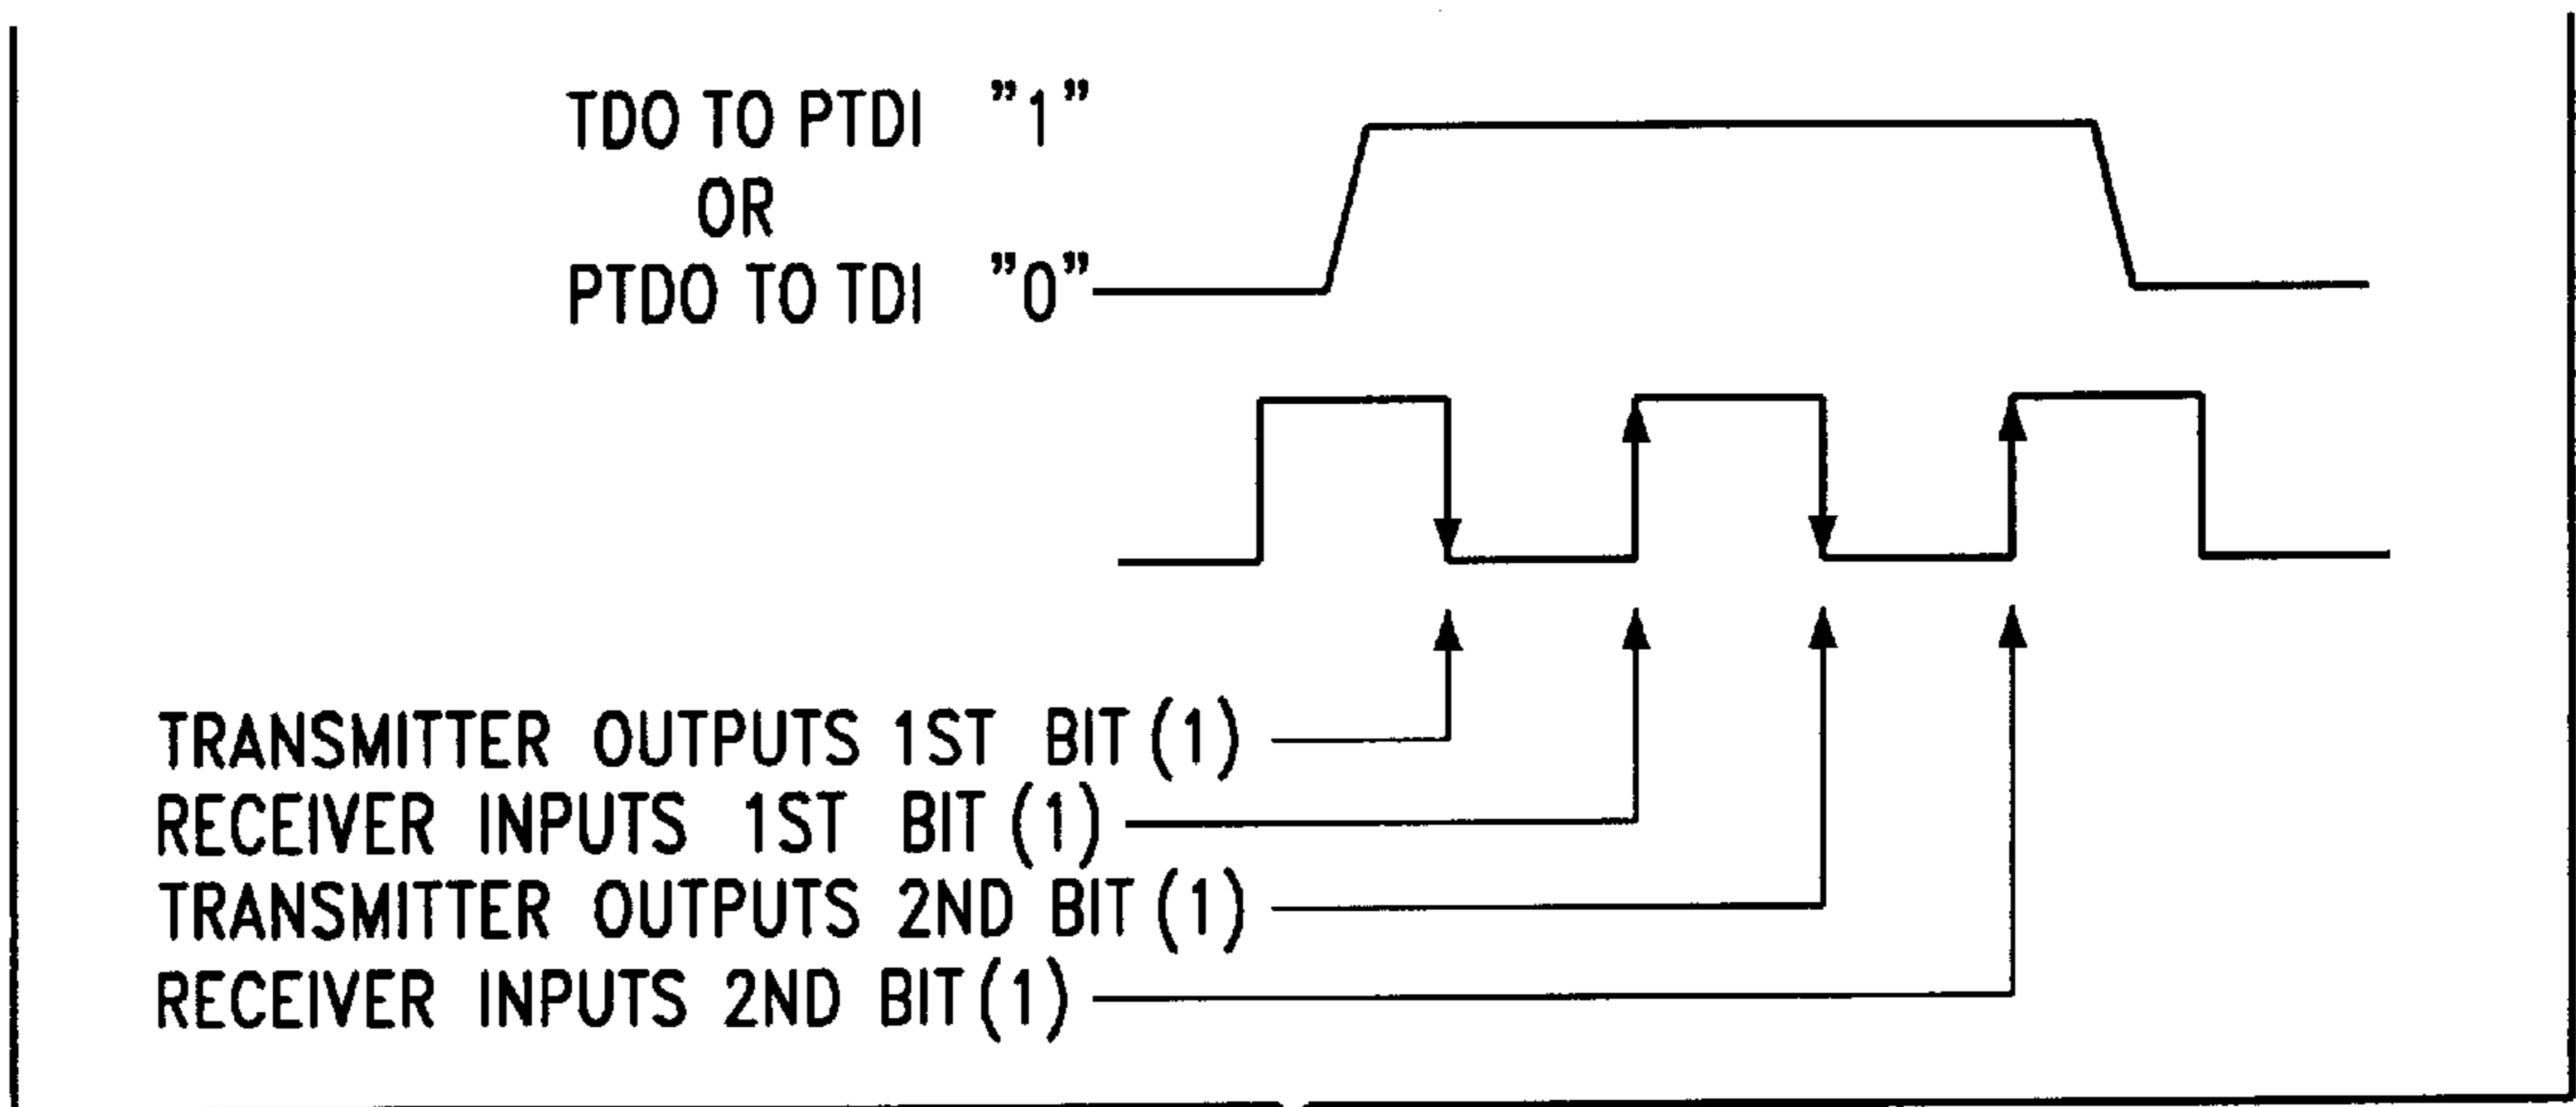 TDO TO PTDI ”1”
OR
PTDO TO TDI ”0”
TRANSMITTER OUTPUTS 1ST BIT (1)
RECEIVER INPUTS 1ST BIT (1)
TRANSMITTER OUTPUTS 2ND BIT (1)
RECEIVER INPUTS 2ND BIT (1)